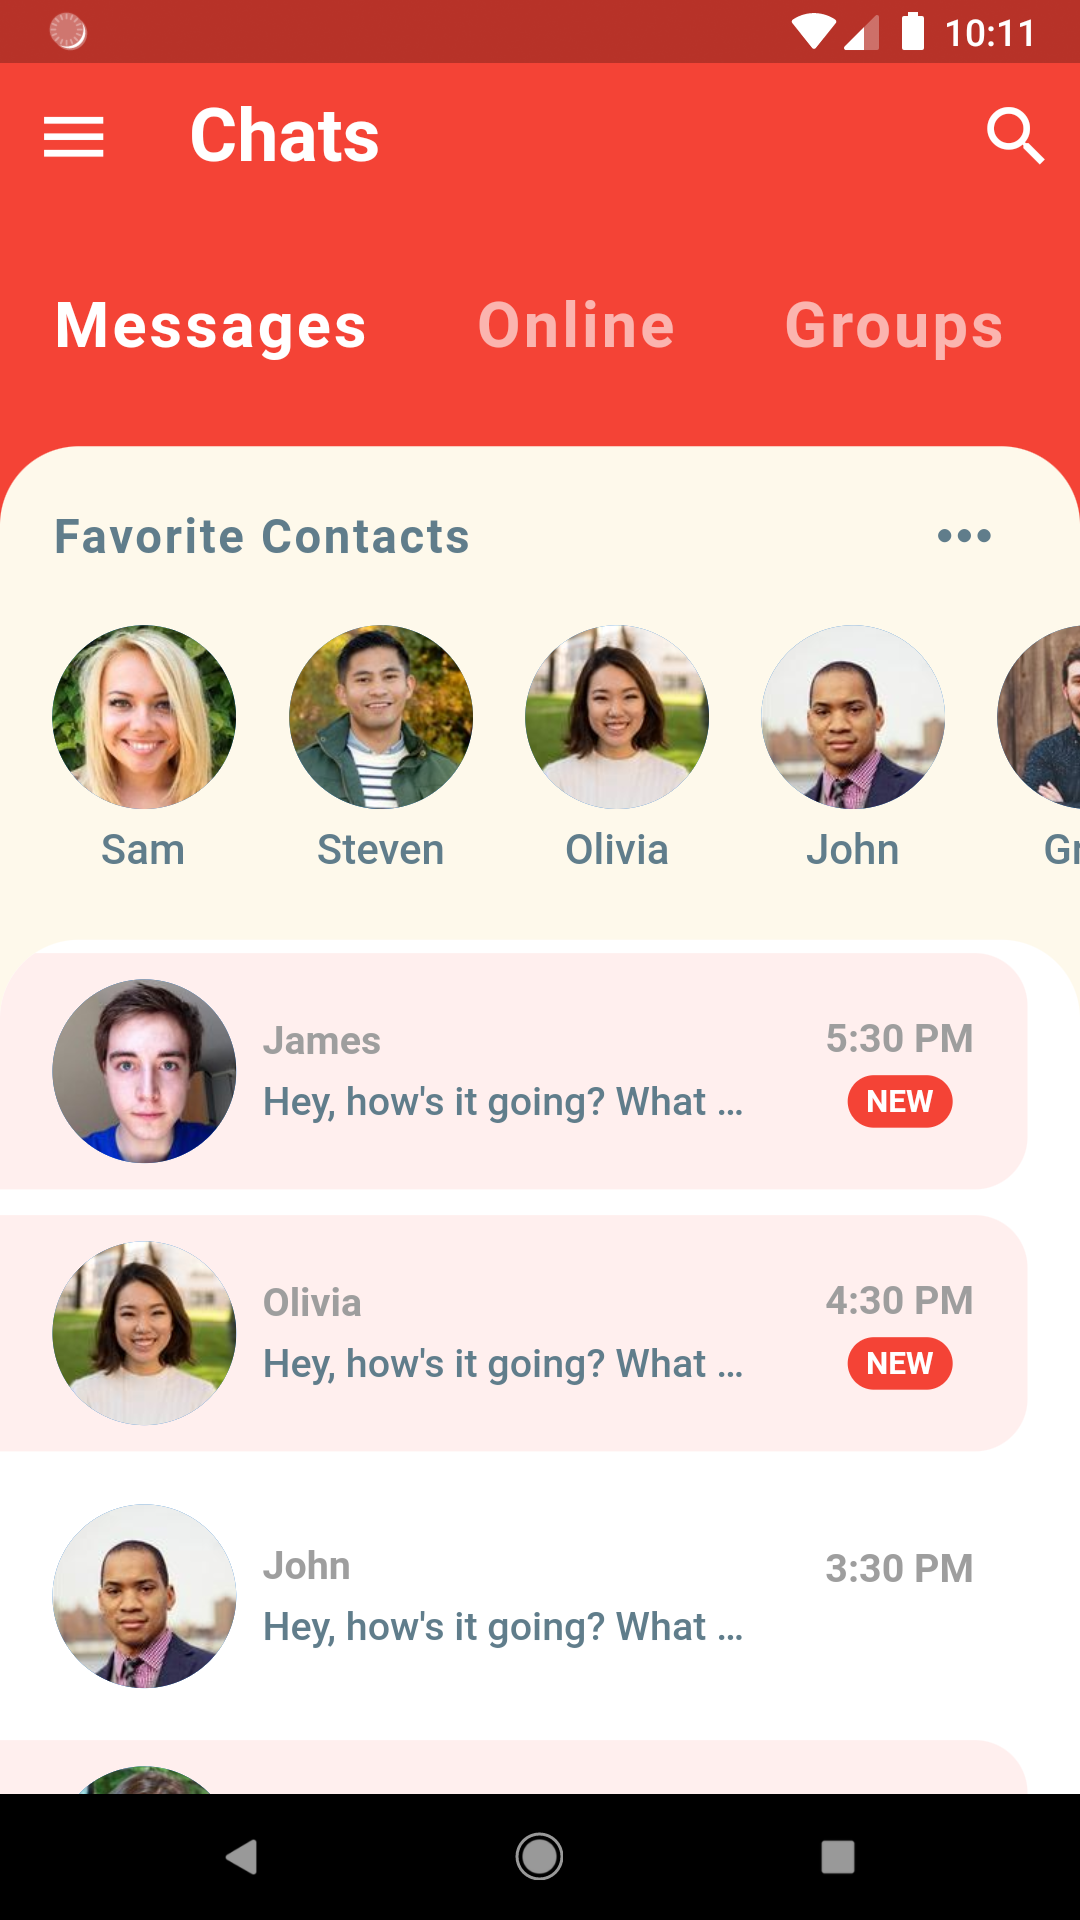 10:11
Chats
Messages Online Groups
Favorite Contacts
Sam Steven Olivia John Gr
James 5:30 PM
Hey, how's it going? What ... NEW
Olivia 4:30 PM
Hey, how's it going? What ... NEW
John 3:30 PM
Hey, how's it going? What ...